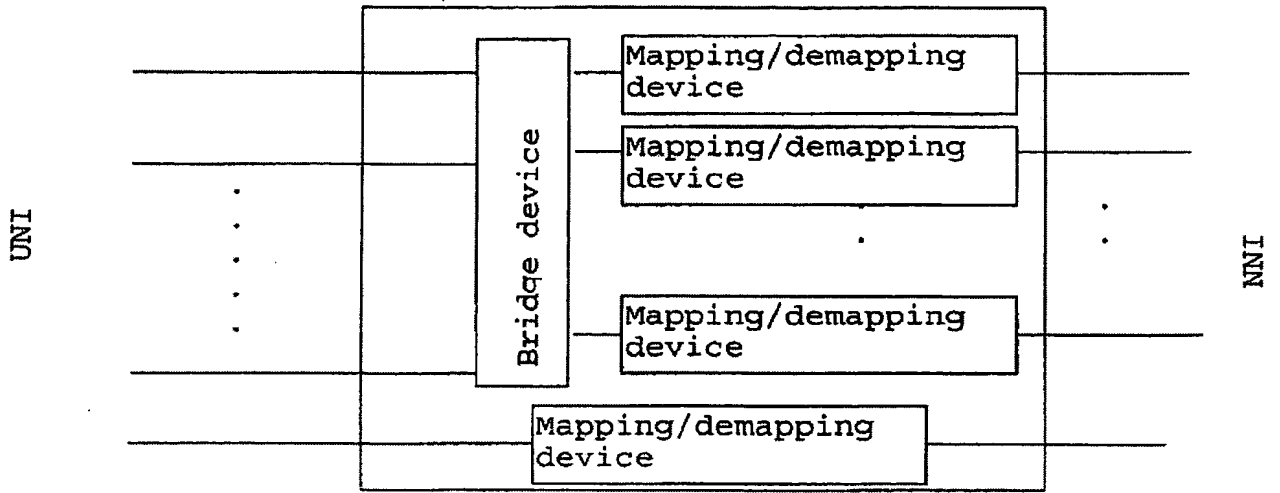 UNI
Bridge device
Mapping/demapping
device
Mapping/demapping
device
Mapping/demapping
device
Mapping/demapping
device
NNI